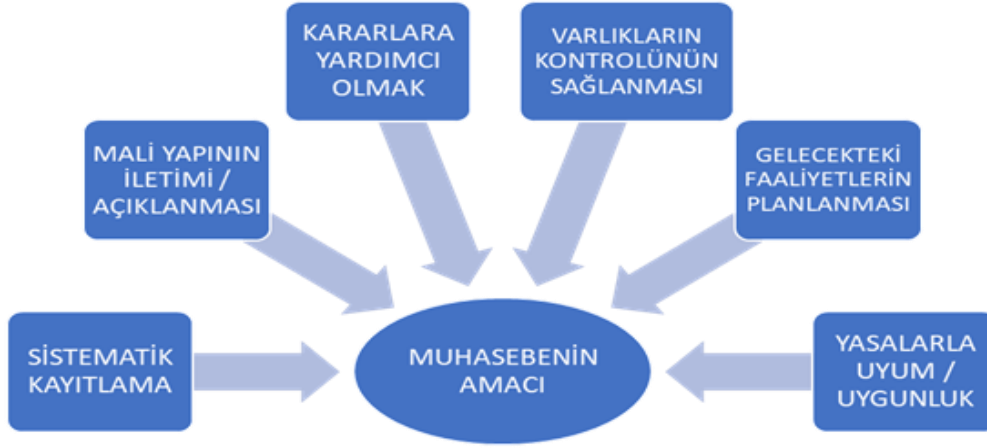 KARARLARA
YARDIMCI
OLMAK
VARLIKLARIN
KONTROLÜNÜN
SAĞLANMASI
MALİ YAPININ
İLETİMİ /
AÇIKLANMASI
GELECEKTEKİ
FAALİYETLERİN
PLANLANMASI
SİSTEMATİK
KAYITLAMA
MUHASEBENİN
AMACI
YASALARLA
UYUM /
UYGUNLUK